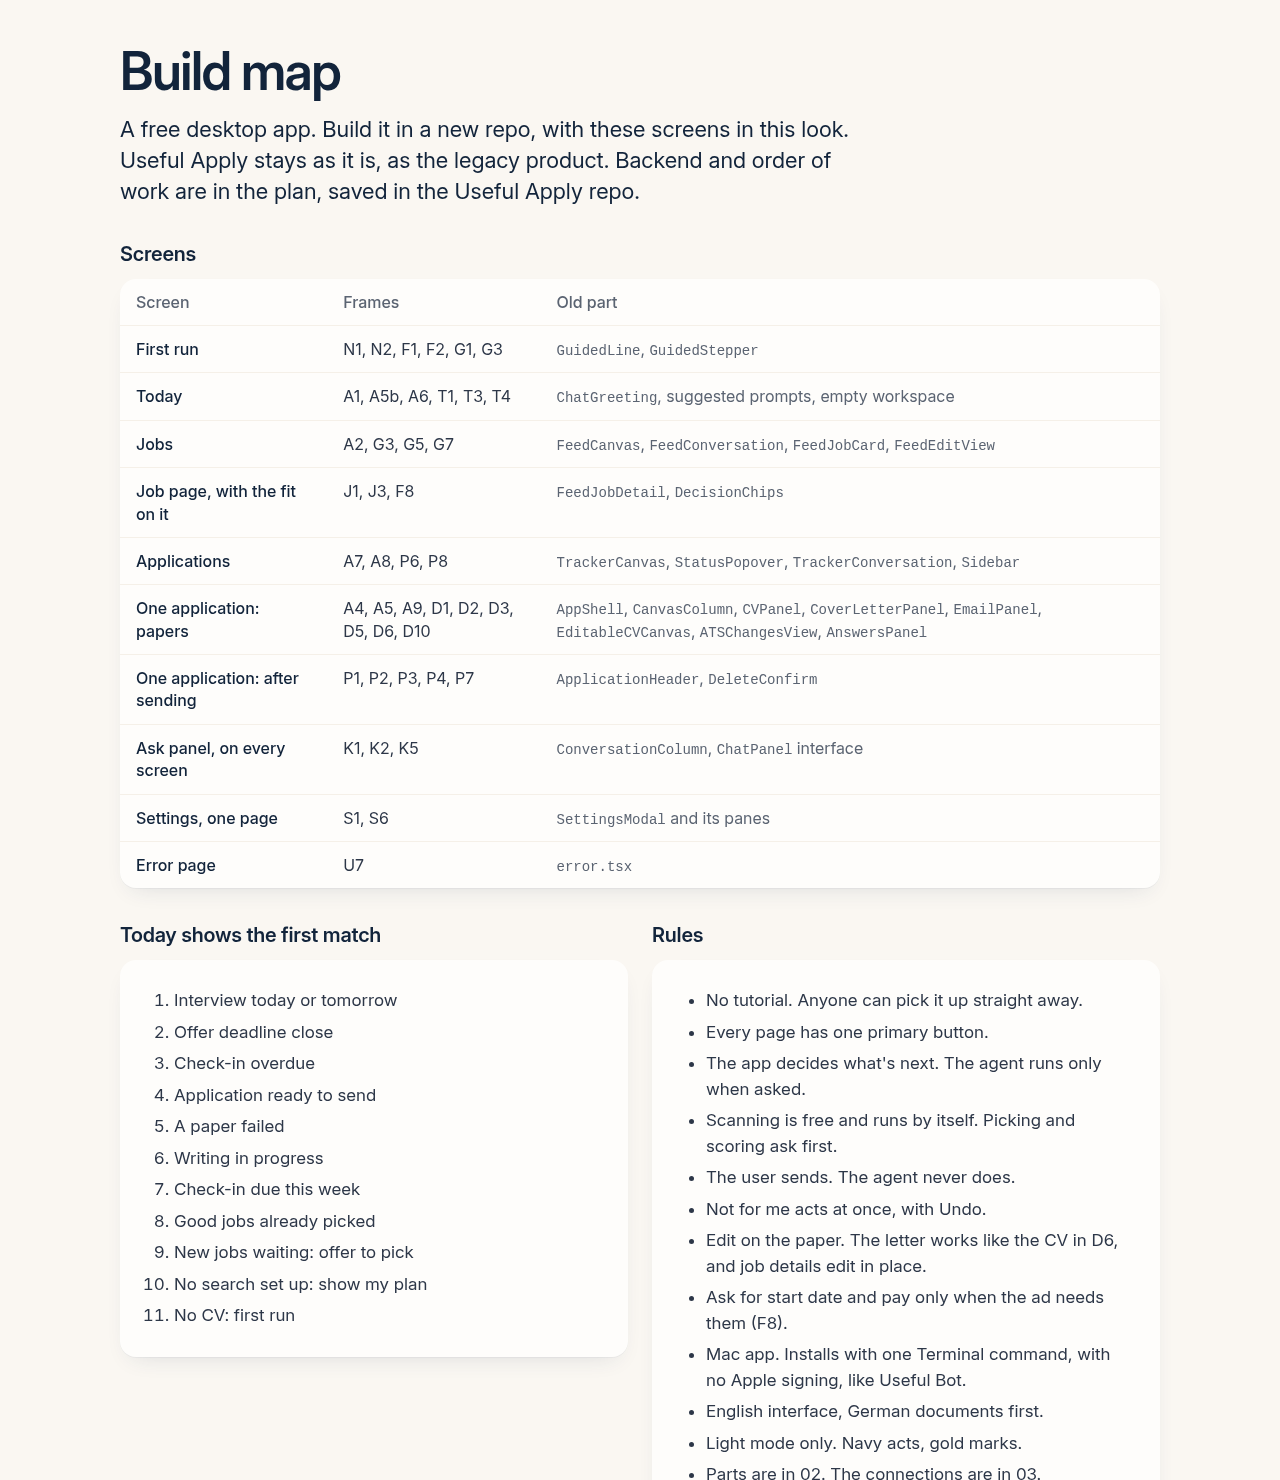 Build map
A free desktop app. Build it in a new repo, with these screens in this look.
Useful Apply stays as it is, as the legacy product. Backend and order of
work are in the plan, saved in the Useful Apply repo.
Screens
Screen Frames Old part
First run N1, N2, F1, F2, G1, G3 GuidedLine, GuidedStepper
Today A1, A5b, A6, T1, T3, T4 ChatGreeting, suggested prompts, empty workspace
Jobs A2, G3, G5, G7 FeedCanvas, FeedConversation, FeedJobCard, FeedEditView
Job page, with the fit J1, J3, F8 FeedJobDetail, DecisionChips
on it
Applications A7, A8, P6, P8 TrackerCanvas, StatusPopover, TrackerConversation, Sidebar
One application: A4, A5, A9, D1, D2, D3, AppShell, CanvasColumn, CVPanel, CoverLetterPanel, EmailPanel,
papers D5, D6, D10 EditableCVCanvas, ATSChangesView, AnswersPanel
One application: after P1, P2, P3, P4, P7 ApplicationHeader, DeleteConfirm
sending
Ask panel, on every K1, K2, K5 ConversationColumn, ChatPanel interface
screen
Settings, one page S1, S6 SettingsModal and its panes
Error page U7 error.tsx
Today shows the first match
1. Interview today or tomorrow
2. Offer deadline close
3. Check-in overdue
4. Application ready to send
5. A paper failed
6. Writing in progress
7. Check-in due this week
8. Good jobs already picked
9. New jobs waiting: offer to pick
10. No search set up: show my plan
11. No CV: first run
Rules
• No tutorial. Anyone can pick it up straight away.
• Every page has one primary button.
• The app decides what's next. The agent runs only
when asked.
• Scanning is free and runs by itself. Picking and
scoring ask first.
• The user sends. The agent never does.
• Not for me acts at once, with Undo.
• Edit on the paper. The letter works like the CV in D6,
and job details edit in place.
• Ask for start date and pay only when the ad needs
them (F8).
• Mac app. Installs with one Terminal command, with
no Apple signing, like Useful Bot.
• English interface, German documents first.
• Light mode only. Navy acts, gold marks.
• Parts are in 02. The connections are in 03.